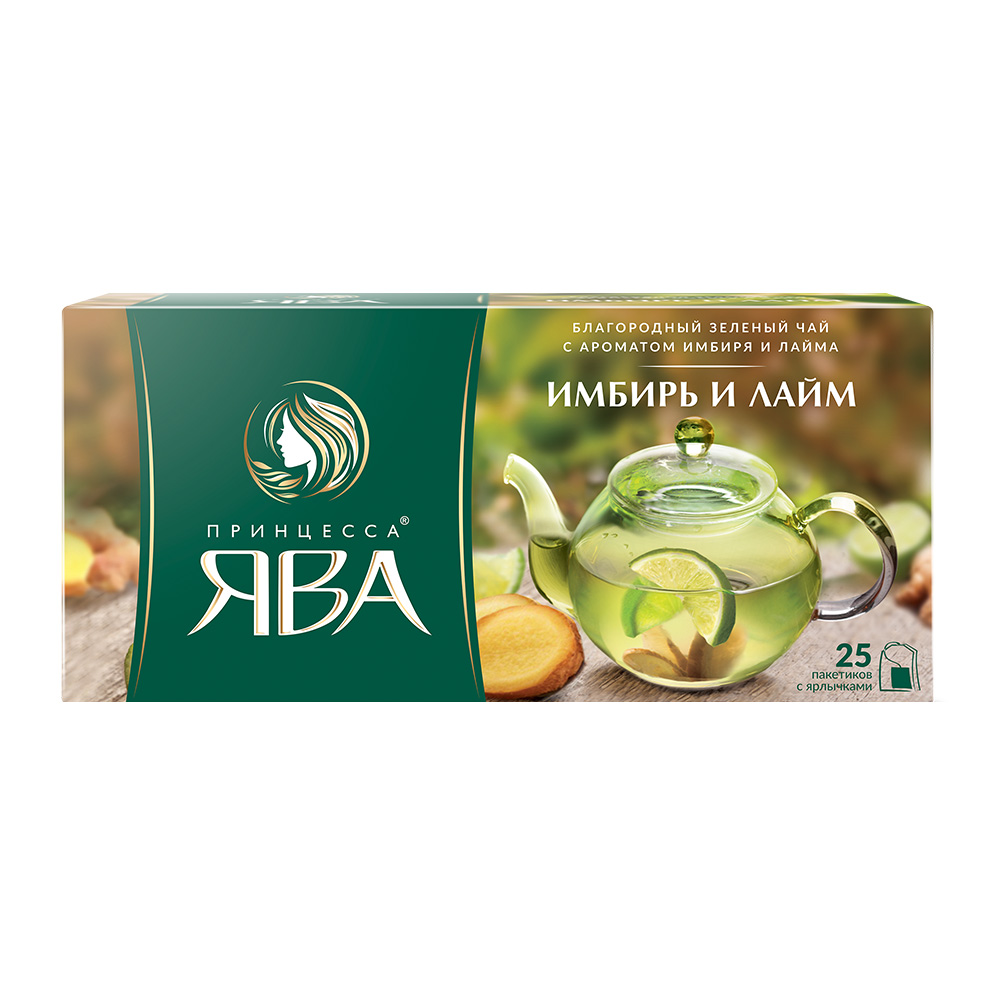 ПРИНЦЕССА®
ЯВА
БЛАГОРОДНЫЙ ЗЕЛЕНЫЙ ЧАЙ
С АРОМАТОМ ИМБИРЯ И ЛАЙМА
ИМБИРЬ И ЛАЙМ
25
пакетиков
с ярлычками